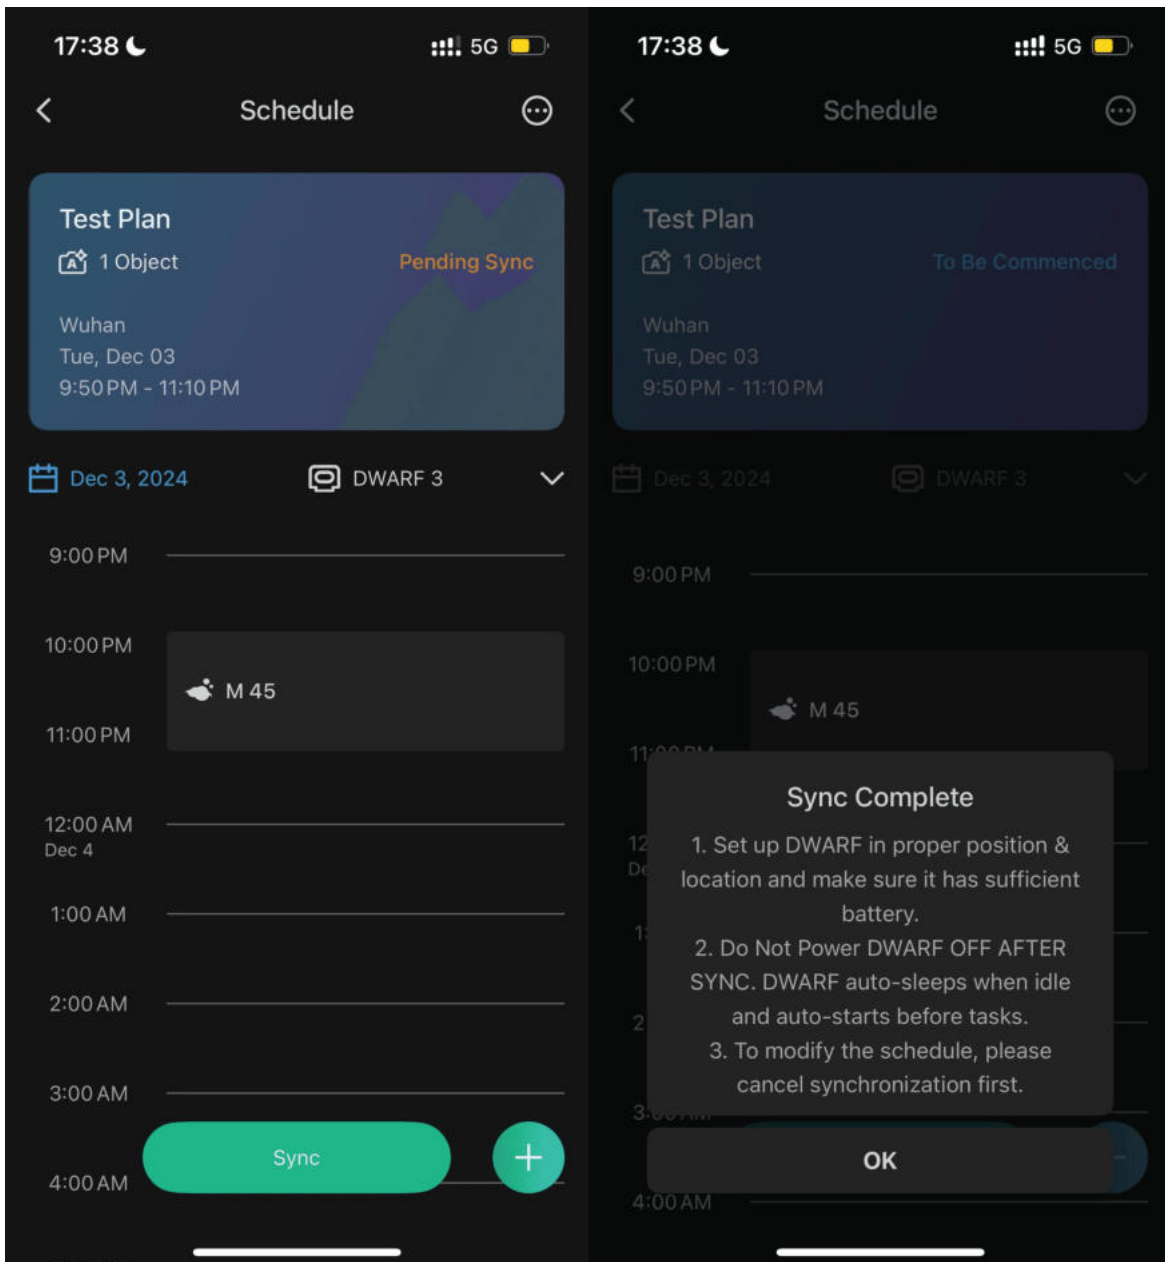 17:38
5G
Schedule
Test Plan
1 Object
Pending Sync
Wuhan
Tue, Dec 03
9:50 PM - 11:10 PM
Dec 3, 2024
DWARF 3
9:00 PM
10:00 PM
M 45
11:00 PM
12:00 AM
Dec 4
1:00 AM
2:00 AM
3:00 AM
Sync
4:00 AM
17:38
5G
Schedule
Test Plan
1 Object
To Be Commenced
Wuhan
Tue, Dec 03
9:50 PM - 11:10 PM
Dec 3, 2024
DWARF 3
9:00 PM
10:00 PM
M 45
Sync Complete
1. Set up DWARF in proper position &
location and make sure it has sufficient
battery.
2. Do Not Power DWARF OFF AFTER
SYNC. DWARF auto-sleeps when idle
and auto-starts before tasks.
3. To modify the schedule, please
cancel synchronization first.
OK
4:00 AM